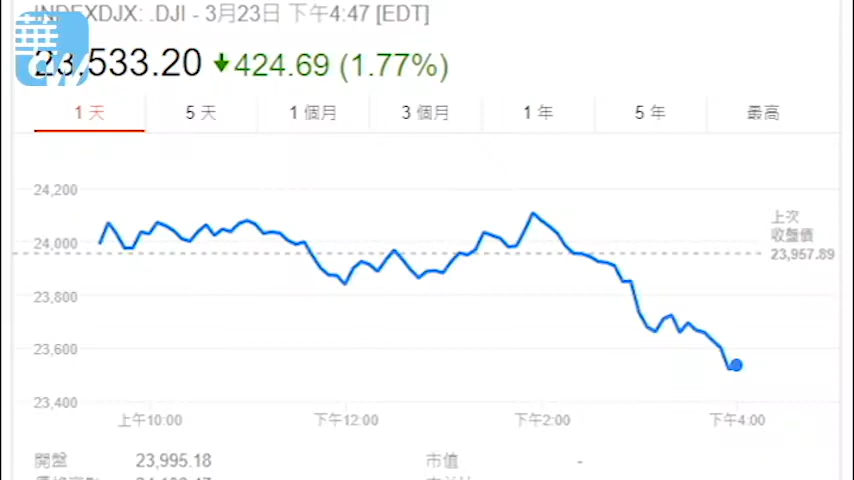 INDEXDJX: .DJI - 3月23日 下午4:47 [EDT]
23,533.20 424.69 (1.77%)
1 天 5 天 1 個月 3 個月 1 年 5 年 最高
24,200
上次
24,000
收盤價
23,957.89
23,800
23,600
23,400
上午10:00 下午12:00 下午2:00 下午4:00
開盤 23,995.18 市值 -